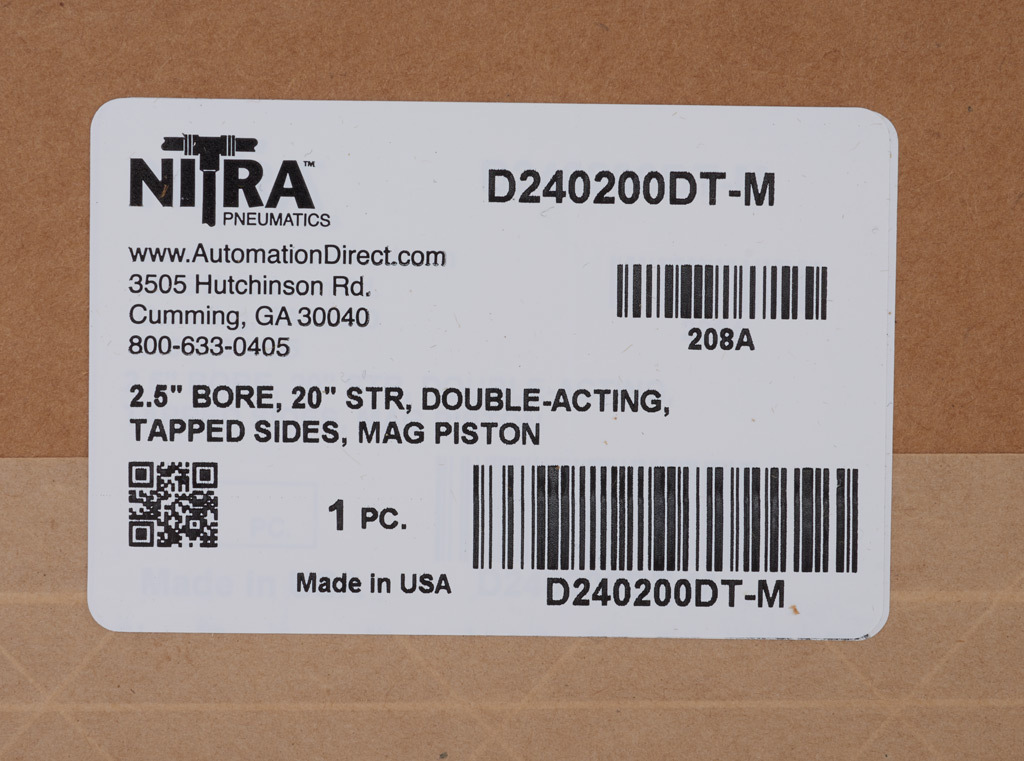 NITRA™
PNEUMATICS
D240200DT-M
www.AutomationDirect.com
3505 Hutchinson Rd.
Cumming, GA 30040
800-633-0405
208A
2.5" BORE, 20" STR, DOUBLE-ACTING,
TAPPED SIDES, MAG PISTON
1 PC.
Made in USA
D240200DT-M